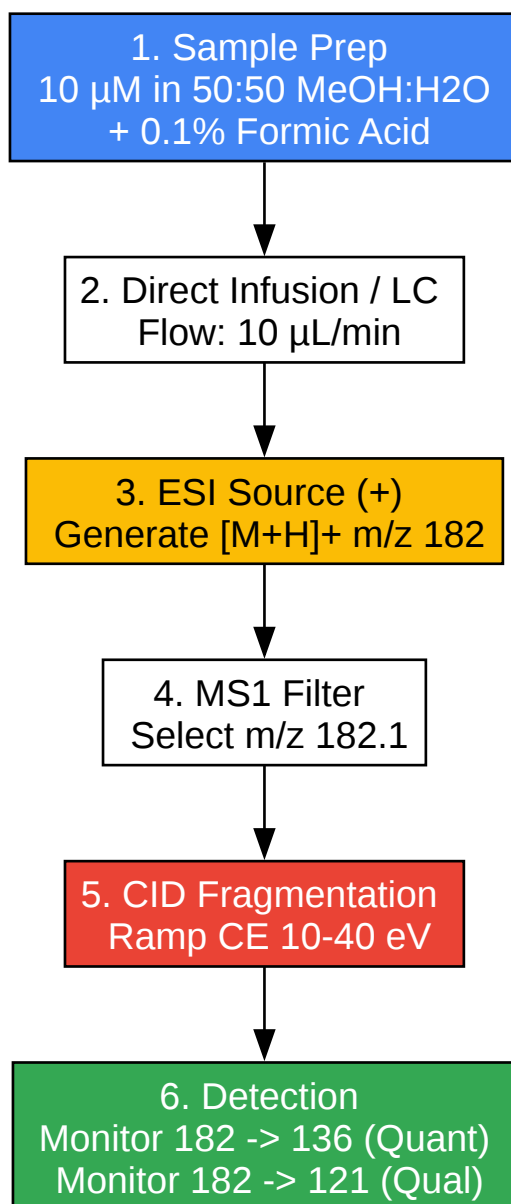 1. Sample Prep
10 µM in 50:50 MeOH:H2O
+ 0.1% Formic Acid
2. Direct Infusion / LC
Flow: 10 µL/min
3. ESI Source (+)
Generate [M+H]+ m/z 182
4. MS1 Filter
Select m/z 182.1
5. CID Fragmentation
Ramp CE 10-40 eV
6. Detection
Monitor 182 -> 136 (Quant)
Monitor 182 -> 121 (Qual)